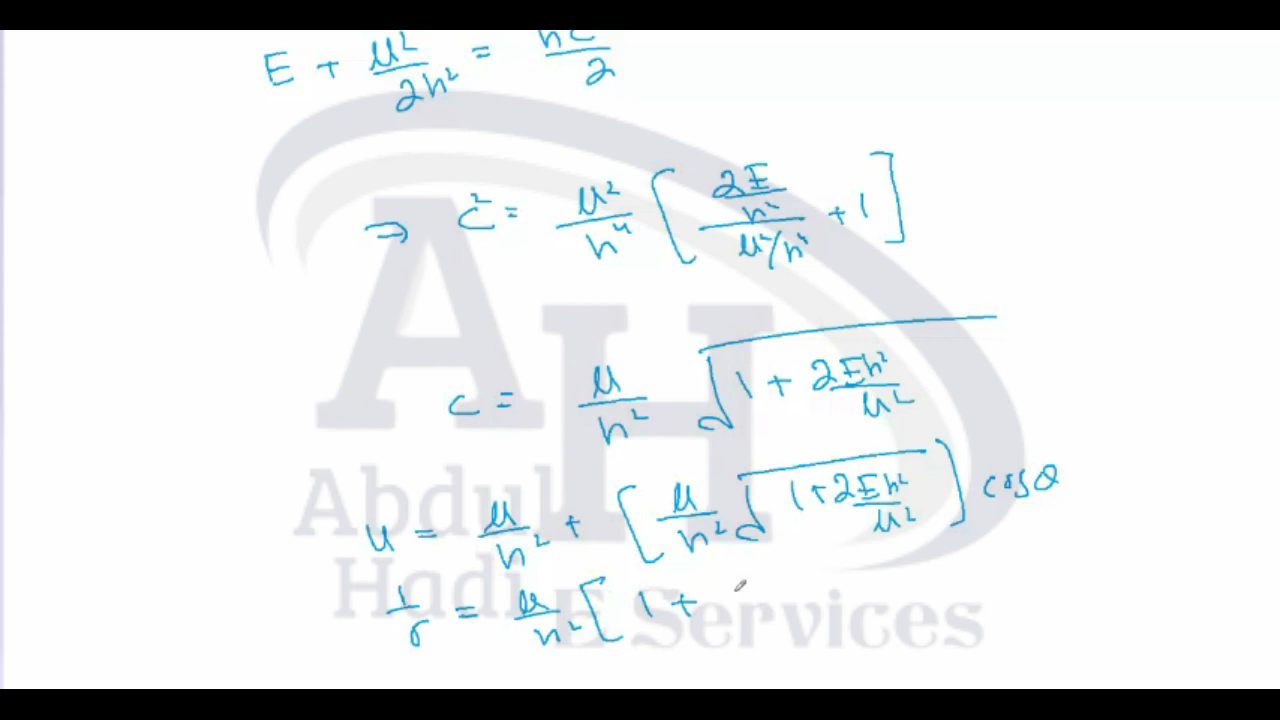 E + μ²/2h² = h²c²/2
⇒ c² = μ²/h⁴ [ (2E/h²)/(μ²/h⁴) + 1 ]
c = μ/h² √(1 + 2Eh²/μ²)
u = μ/h² + [ μ/h² √(1 + 2Eh²/μ²) ] cosθ
1/r = μ/h² [ 1 +
AH
Abdul
Hadi
E Services